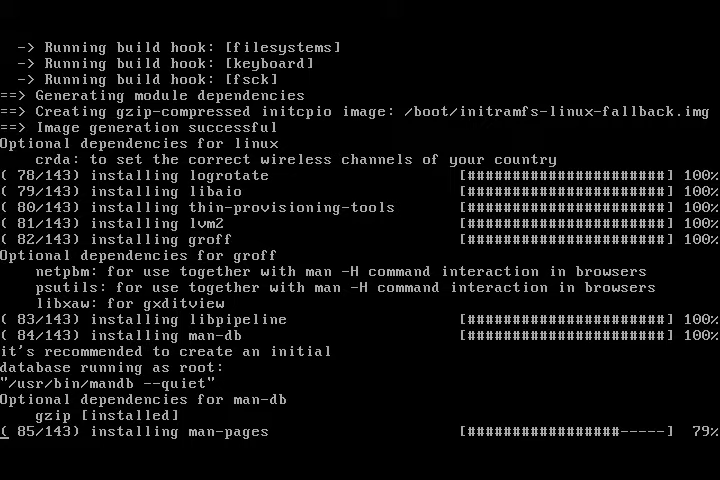 -> Running build hook: [filesystems]
  -> Running build hook: [keyboard]
  -> Running build hook: [fsck]
==> Generating module dependencies
==> Creating gzip-compressed initcpio image: /boot/initramfs-linux-fallback.img
==> Image generation successful
Optional dependencies for linux
    crda: to set the correct wireless channels of your country
( 78/143) installing logrotate                     [######################] 100%
( 79/143) installing libaio                        [######################] 100%
( 80/143) installing thin-provisioning-tools       [######################] 100%
( 81/143) installing lvm2                          [######################] 100%
( 82/143) installing groff                         [######################] 100%
Optional dependencies for groff
    netpbm: for use together with man -H command interaction in browsers
    psutils: for use together with man -H command interaction in browsers
    libxaw: for gxditview
( 83/143) installing libpipeline                   [######################] 100%
( 84/143) installing man-db                        [######################] 100%
it's recommended to create an initial
database running as root:
"/usr/bin/mandb --quiet"
Optional dependencies for man-db
    gzip [installed]
( 85/143) installing man-pages                     [#################-----]  79%